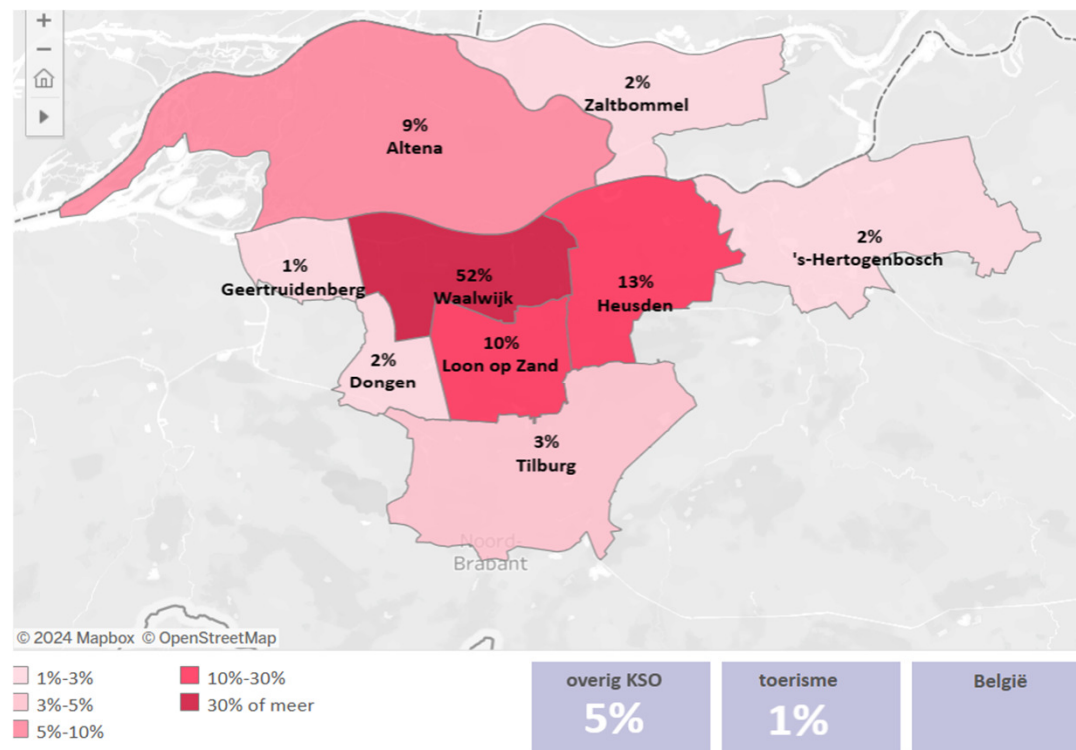 2%
Zaltbommel
9%
Altena
2%
's-Hertogenbosch
1%
Geertruidenberg
52%
Waalwijk
13%
Heusden
10%
Loon op Zand
2%
Dongen
3%
Tilburg
Noord-
Brabant
© 2024 Mapbox © OpenStreetMap
1%-3%
3%-5%
5%-10%
10%-30%
30% of meer
overig KSO
5%
toerisme
1%
België